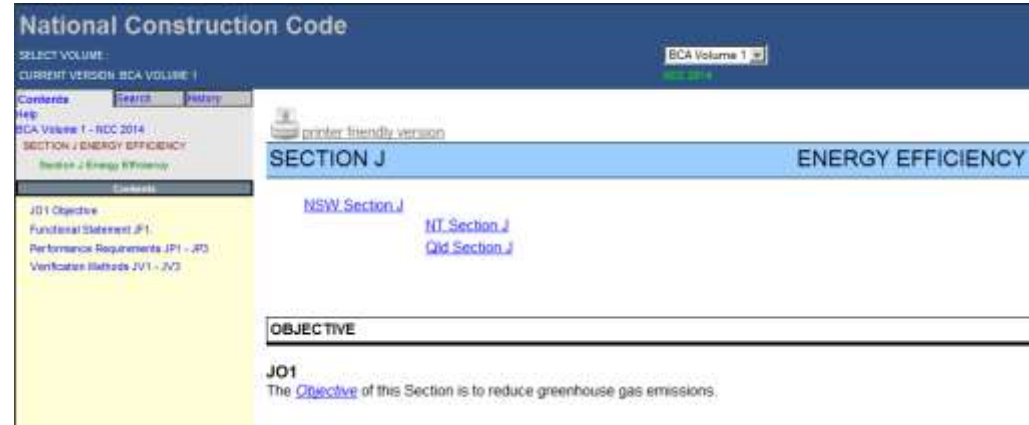 National Construction Code
SELECT VOLUME :
BCA Volume 1
CURRENT VERSION: BCA VOLUME 1
NCC 2014
Contents Search History
Help
BCA Volume 1 - NCC 2014
SECTION J ENERGY EFFICIENCY
Section J Energy Efficiency
Contents
JO1 Objective
Functional Statement JF1
Performance Requirements JP1 - JP3
Verification Methods JV1 - JV3
printer friendly version
SECTION J ENERGY EFFICIENCY
NSW Section J
NT Section J
Qld Section J
OBJECTIVE
JO1
The Objective of this Section is to reduce greenhouse gas emissions.